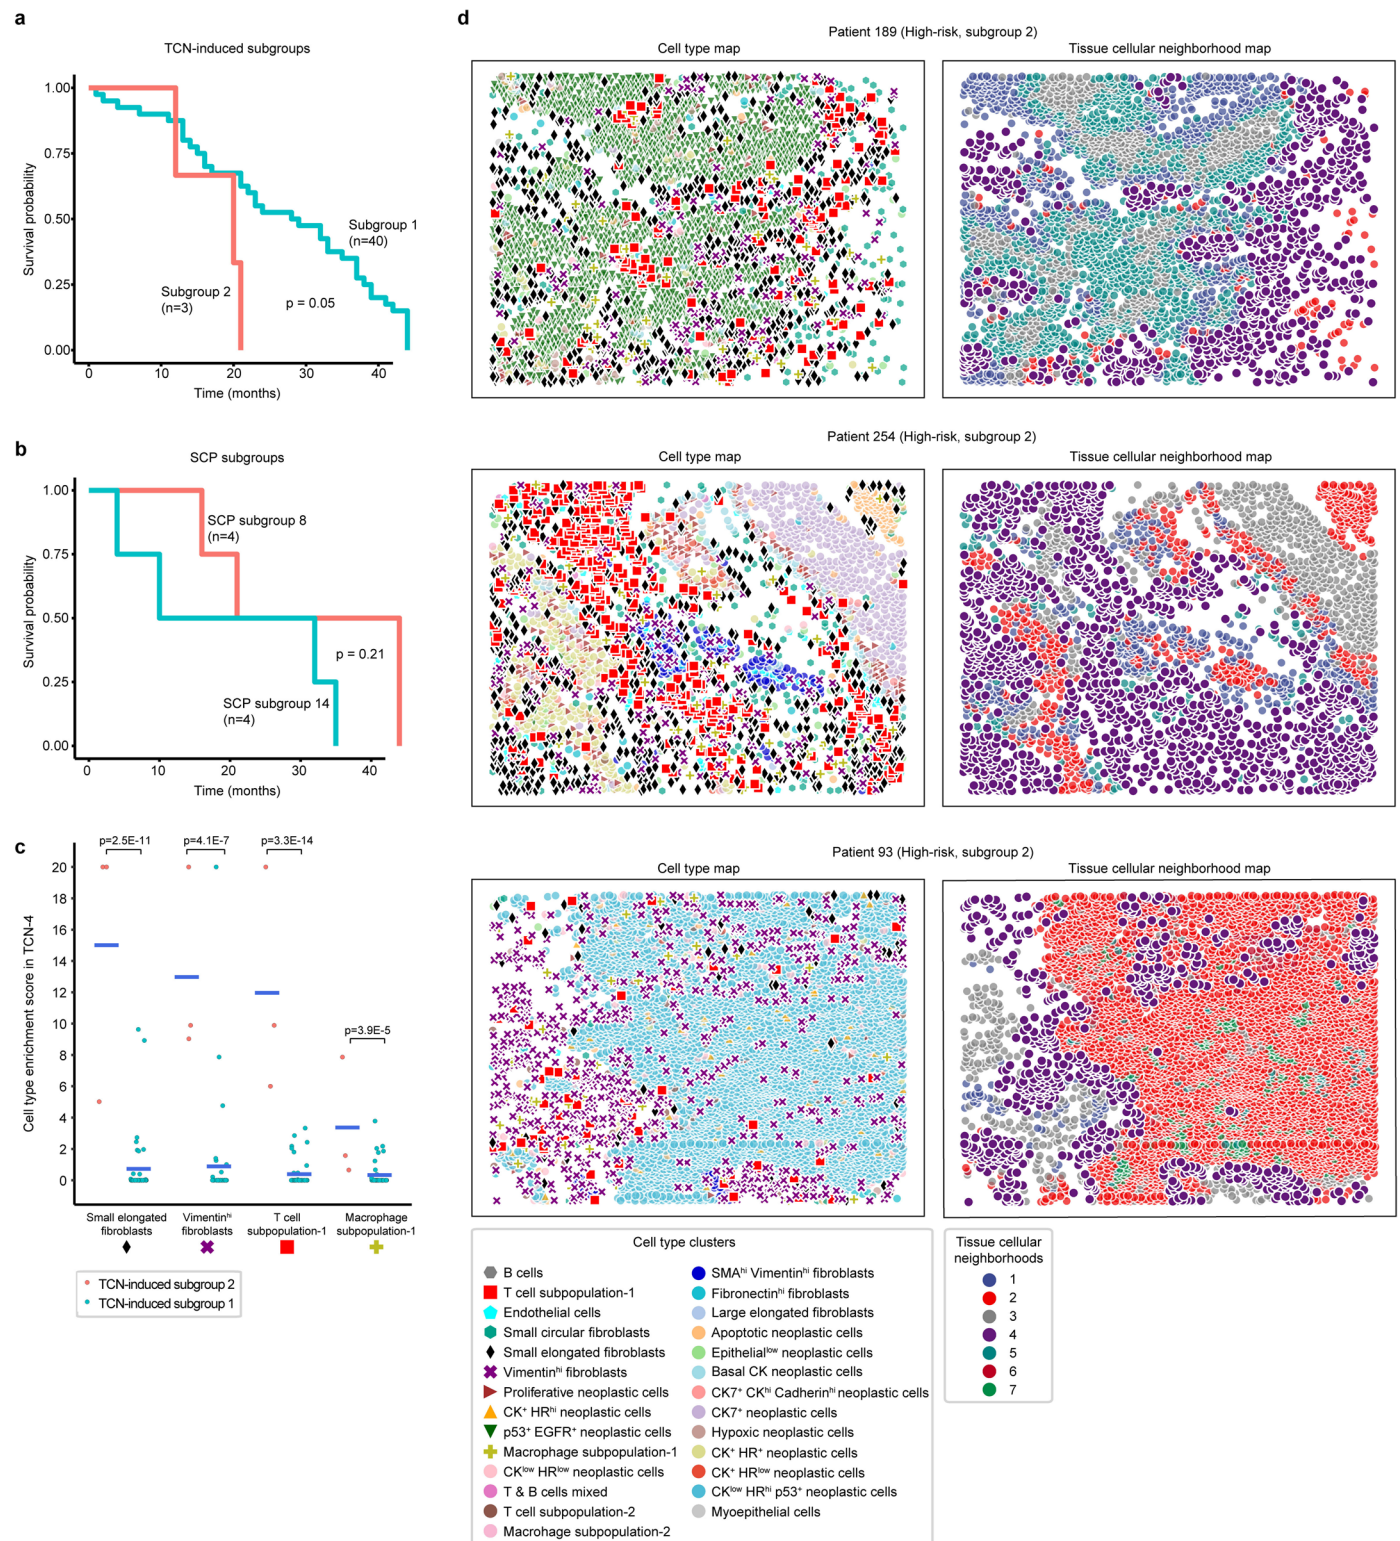 a
TCN-induced subgroups
Survival probability
1.00
0.75
0.50
0.25
0.00
Subgroup 1
(n=40)
Subgroup 2
(n=3)
p = 0.05
0 10 20 30 40
Time (months)
b
SCP subgroups
Survival probability
1.00
0.75
0.50
0.25
0.00
SCP subgroup 8
(n=4)
p = 0.21
SCP subgroup 14
(n=4)
0 10 20 30 40
Time (months)
c
Cell type enrichment score in TCN-4
p=2.5E-11 p=4.1E-7 p=3.3E-14
p=3.9E-5
20
18
16
14
12
10
8
6
4
2
0
Small elongated
fibroblasts
Vimentinʰⁱ
fibroblasts
T cell
subpopulation-1
Macrophage
subpopulation-1
TCN-induced subgroup 2
TCN-induced subgroup 1
d
Patient 189 (High-risk, subgroup 2)
Cell type map Tissue cellular neighborhood map
Patient 254 (High-risk, subgroup 2)
Cell type map Tissue cellular neighborhood map
Patient 93 (High-risk, subgroup 2)
Cell type map Tissue cellular neighborhood map
Cell type clusters
B cells
T cell subpopulation-1
Endothelial cells
Small circular fibroblasts
Small elongated fibroblasts
Vimentinʰⁱ fibroblasts
Proliferative neoplastic cells
CK⁺ HRʰⁱ neoplastic cells
p53⁺ EGFR⁺ neoplastic cells
Macrophage subpopulation-1
CKˡᵒʷ HRˡᵒʷ neoplastic cells
T & B cells mixed
T cell subpopulation-2
Macrohage subpopulation-2
SMAʰⁱ Vimentinʰⁱ fibroblasts
Fibronectinʰⁱ fibroblasts
Large elongated fibroblasts
Apoptotic neoplastic cells
Epithelialˡᵒʷ neoplastic cells
Basal CK neoplastic cells
CK7⁺ CKʰⁱ Cadherinʰⁱ neoplastic cells
CK7⁺ neoplastic cells
Hypoxic neoplastic cells
CK⁺ HR⁺ neoplastic cells
CK⁺ HRˡᵒʷ neoplastic cells
CKˡᵒʷ HRʰⁱ p53⁺ neoplastic cells
Myoepithelial cells
Tissue cellular
neighborhoods
1
2
3
4
5
6
7